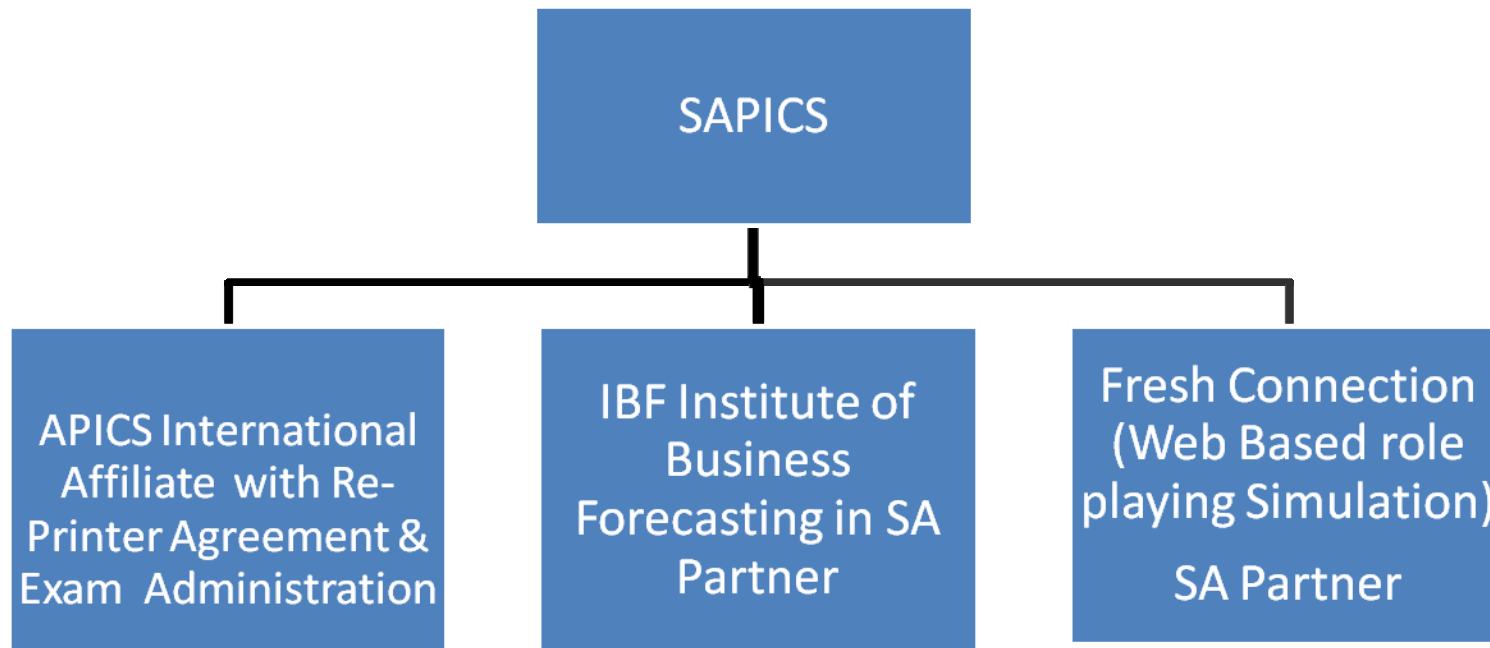 SAPICS
APICS International
Affiliate with Re-
Printer Agreement &
Exam Administration
IBF Institute of
Business
Forecasting in SA
Partner
Fresh Connection
(Web Based role
playing Simulation)
SA Partner